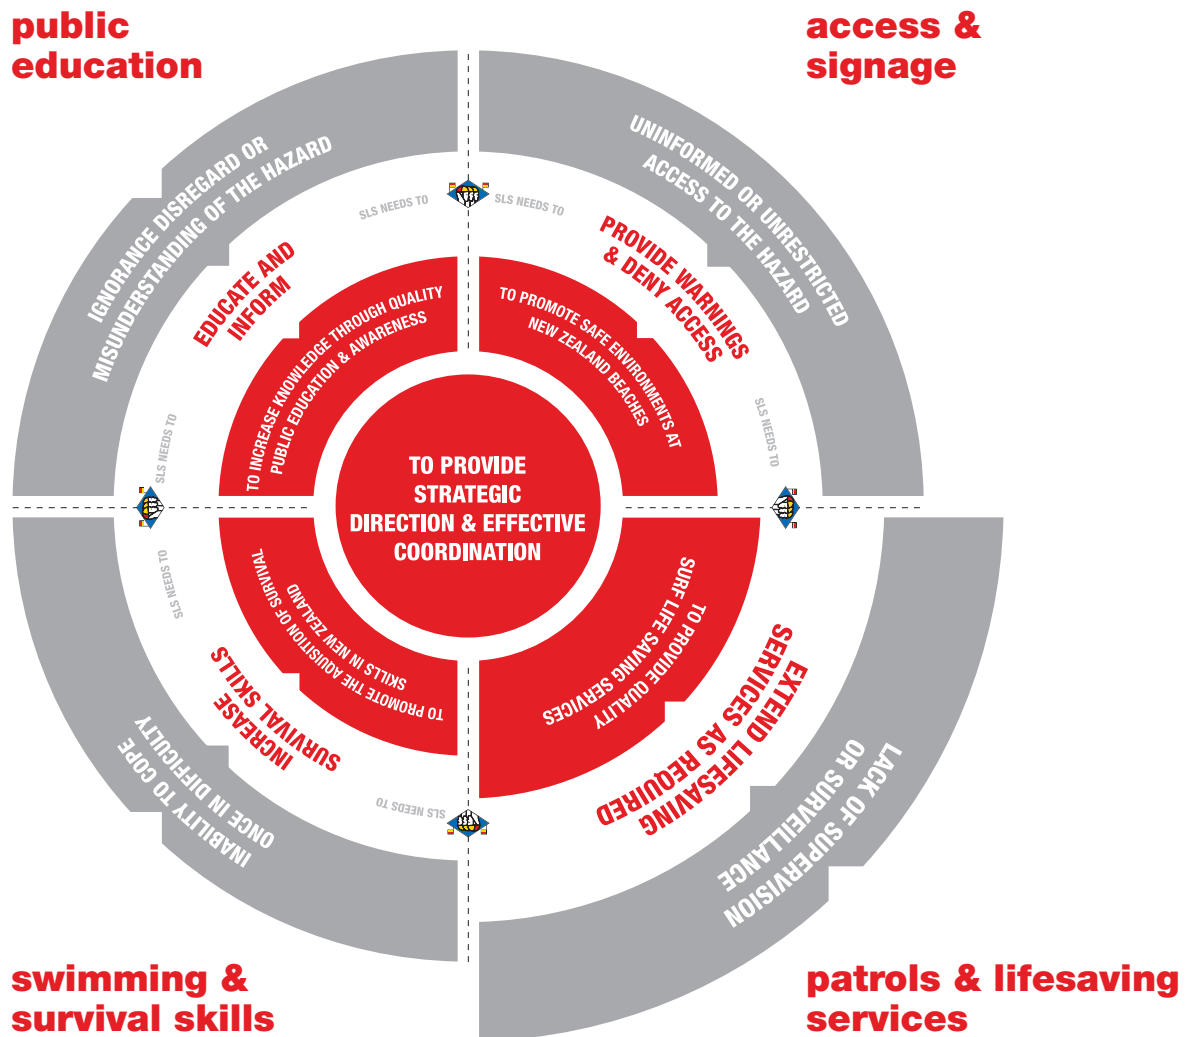 public
education
access &
signage
IGNORANCE DISREGARD OR
MISUNDERSTANDING OF THE HAZARD
UNINFORMED OR UNRESTRICTED
ACCESS TO THE HAZARD
SLS NEEDS TO
SLS NEEDS TO
EDUCATE AND
INFORM
PROVIDE WARNINGS
& DENY ACCESS
TO INCREASE KNOWLEDGE THROUGH QUALITY
PUBLIC EDUCATION & AWARENESS
TO PROMOTE SAFE ENVIRONMENTS AT
NEW ZEALAND BEACHES
SLS NEEDS TO
SLS NEEDS TO
TO PROVIDE
STRATEGIC
DIRECTION & EFFECTIVE
COORDINATION
SLS NEEDS TO
TO PROMOTE THE AQUISITION OF SURVIVAL
SKILLS IN NEW ZEALAND
TO PROVIDE QUALITY
SURF LIFE SAVING SERVICES
INCREASE
SURVIVAL SKILLS
EXTEND LIFESAVING
SERVICES AS REQUIRED
SLS NEEDS TO
INABILITY TO COPE
ONCE IN DIFFICULTY
LACK OF SUPERVISION
OR SURVEILLANCE
swimming &
survival skills
patrols & lifesaving
services